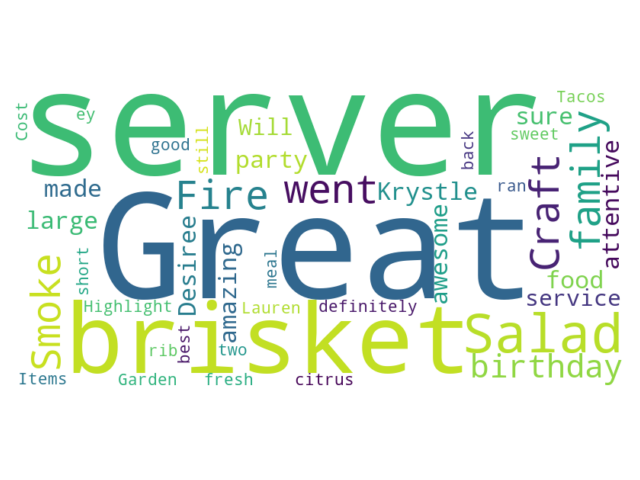 server
Great
brisket
Cost
ey
good
still
Will
party
back
sure
sweet
Tacos
family
attentive
made
Fire
went
Krystle
ran
Craft
large
Desiree
amazing
meal
awesome
food
service
Smoke
short
Highlight
best
Lauren
definitely
Salad
birthday
rib
two
Items
Garden
fresh
citrus